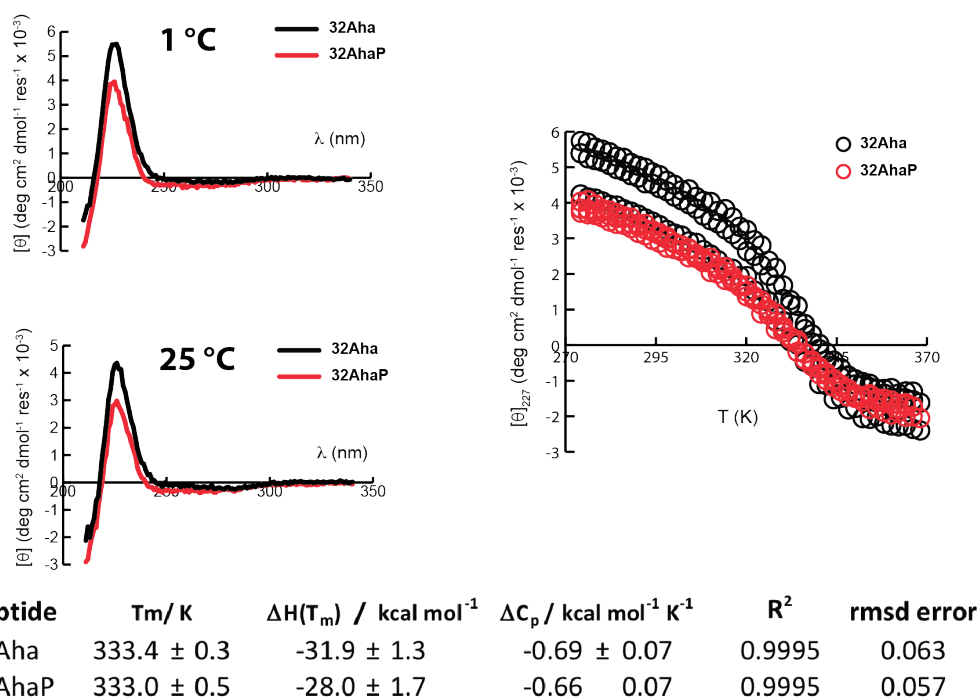 1 °C
32Aha
32AhaP
[θ] (deg cm² dmol⁻¹ res⁻¹ x 10⁻³)
6
5
4
3
2
1
0
-1
-2
-3
200
250
300
350
λ (nm)
32Aha
32AhaP
[θ]₂₂₇ (deg cm² dmol⁻¹ res⁻¹ x 10⁻³)
6
5
4
3
2
1
0
-1
-2
-3
270
295
320
345
370
T (K)
25 °C
32Aha
32AhaP
[θ] (deg cm² dmol⁻¹ res⁻¹ x 10⁻³)
5
4
3
2
1
0
-1
-2
-3
200
250
300
350
λ (nm)
ptide Tm/ K ΔH(Tₘ) / kcal mol⁻¹ ΔCₚ / kcal mol⁻¹ K⁻¹ R² rmsd error
Aha 333.4 ± 0.3 -31.9 ± 1.3 -0.69 ± 0.07 0.9995 0.063
AhaP 333.0 ± 0.5 -28.0 ± 1.7 -0.66 0.07 0.9995 0.057